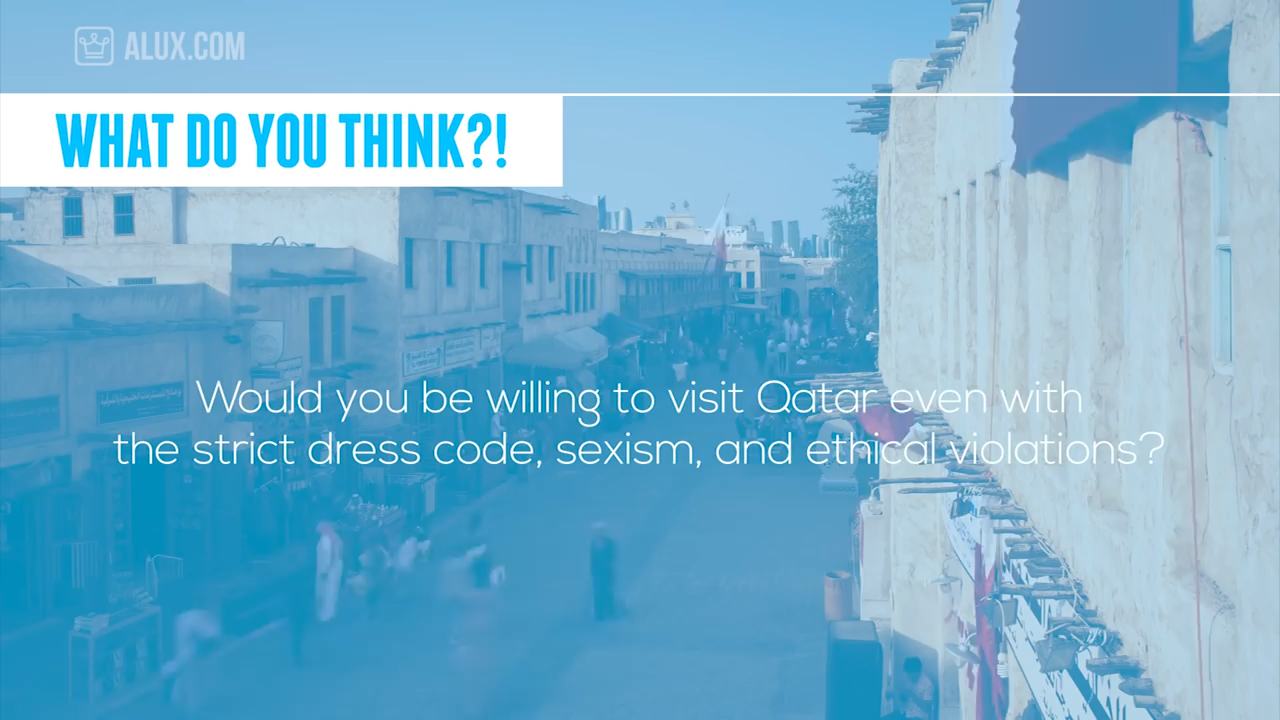 ALUX.COM
WHAT DO YOU THINK?!
Would you be willing to visit Qatar even with
the strict dress code, sexism, and ethical violations?